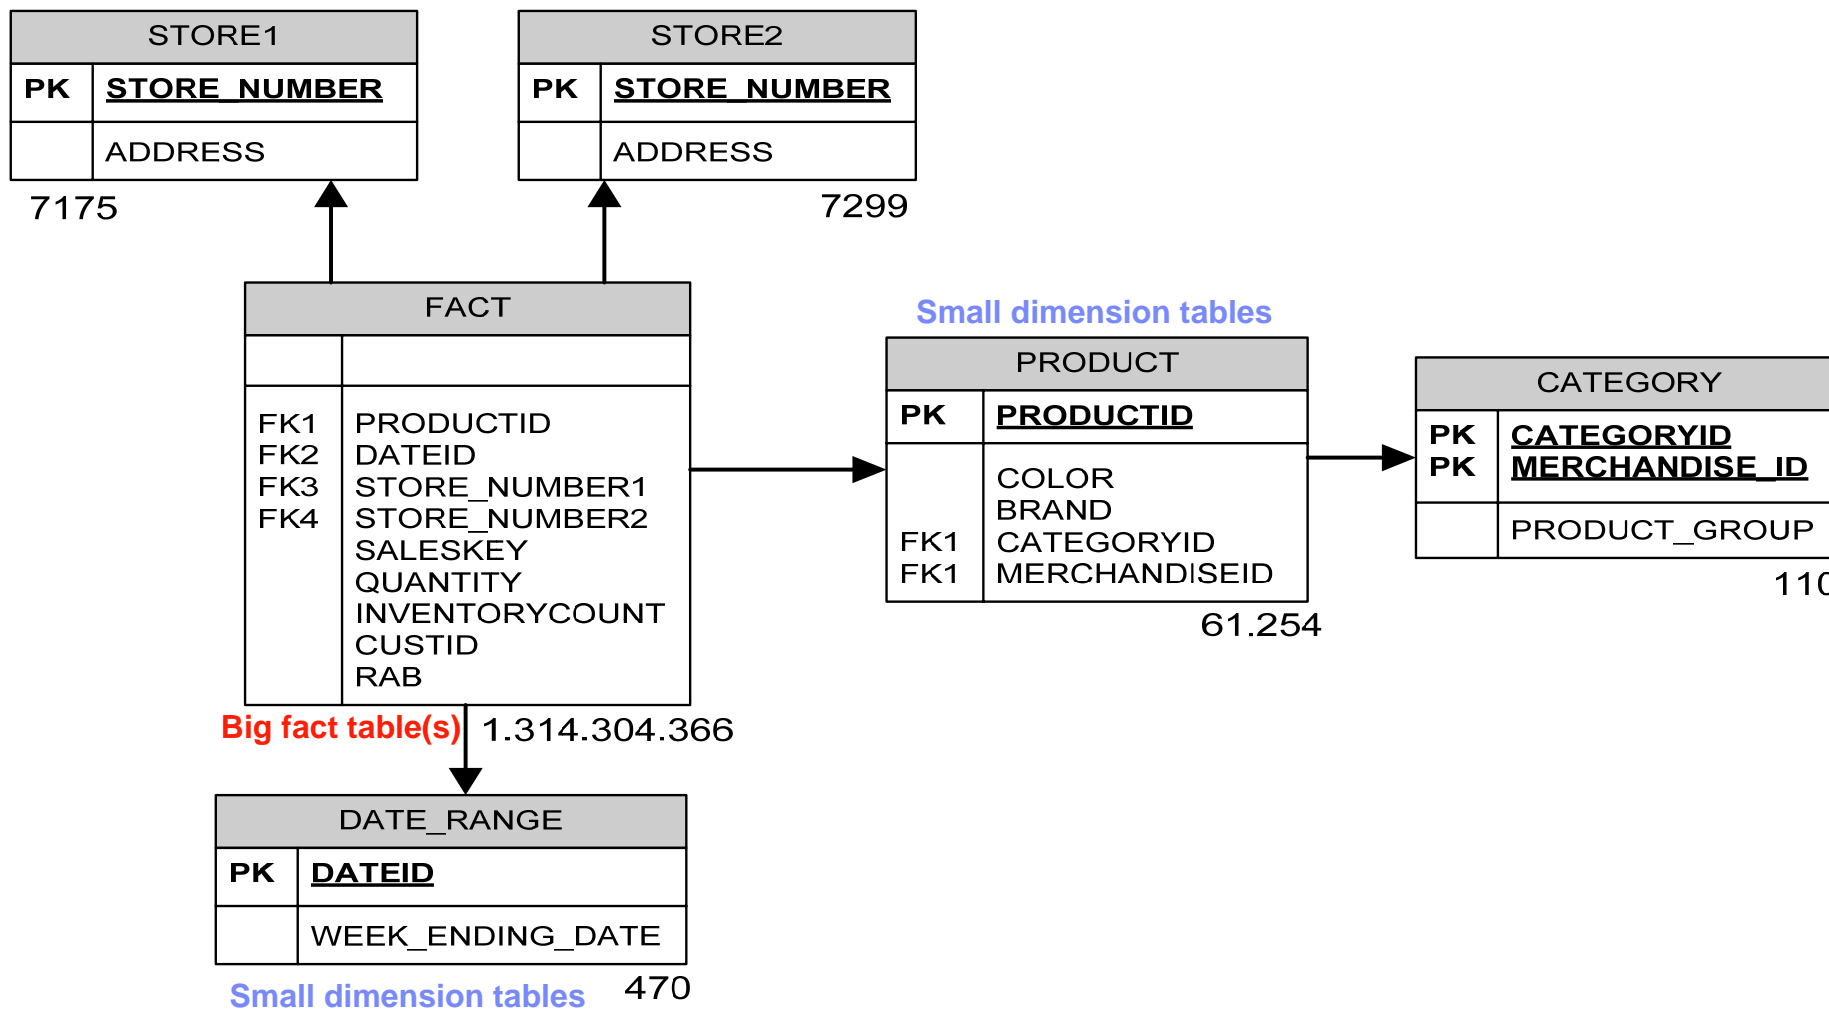 STORE1
PK STORE_NUMBER
ADDRESS
7175
STORE2
PK STORE_NUMBER
ADDRESS
7299
FACT
FK1 PRODUCTID
FK2 DATEID
FK3 STORE_NUMBER1
FK4 STORE_NUMBER2
SALESKEY
QUANTITY
INVENTORYCOUNT
CUSTID
RAB
Big fact table(s)
1.314.304.366
Small dimension tables
PRODUCT
PK PRODUCTID
COLOR
BRAND
FK1 CATEGORYID
FK1 MERCHANDISEID
61.254
CATEGORY
PK CATEGORYID
PK MERCHANDISE_ID
PRODUCT_GROUP
110
DATE_RANGE
PK DATEID
WEEK_ENDING_DATE
470
Small dimension tables